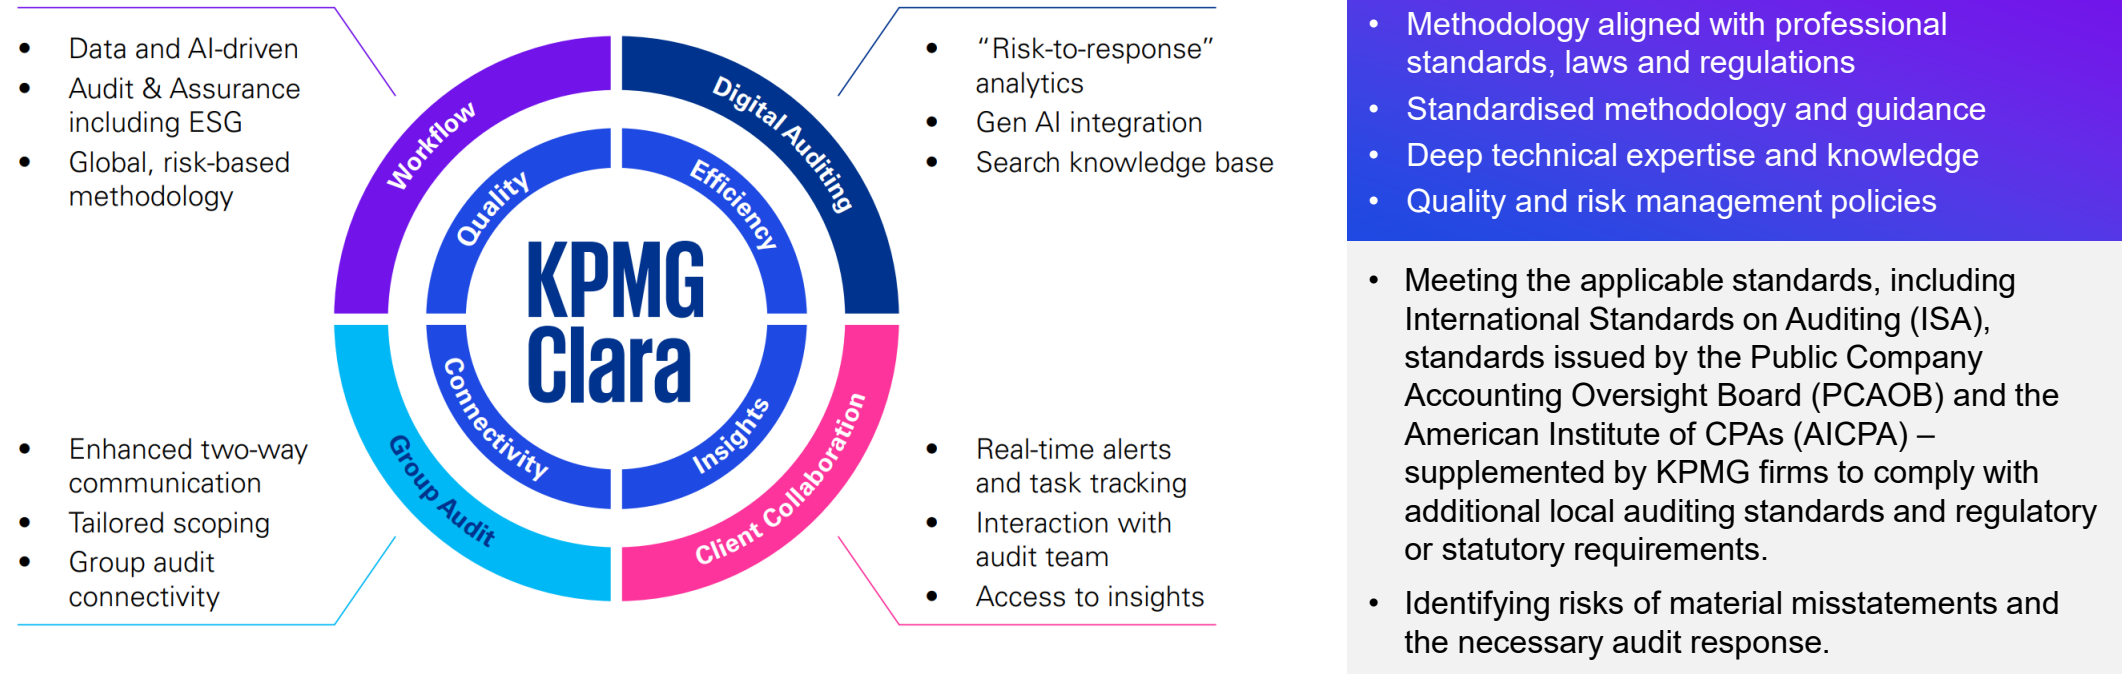 • Data and AI-driven
• Audit & Assurance
including ESG
• Global, risk-based
methodology
• “Risk-to-response”
analytics
• Gen AI integration
• Search knowledge base
Workflow
Digital Auditing
Quality
Efficiency
KPMG
Clara
Connectivity
Insights
Group Audit
Client Collaboration
• Enhanced two-way
communication
• Tailored scoping
• Group audit
connectivity
• Real-time alerts
and task tracking
• Interaction with
audit team
• Access to insights
• Methodology aligned with professional
standards, laws and regulations
• Standardised methodology and guidance
• Deep technical expertise and knowledge
• Quality and risk management policies
• Meeting the applicable standards, including
International Standards on Auditing (ISA),
standards issued by the Public Company
Accounting Oversight Board (PCAOB) and the
American Institute of CPAs (AICPA) –
supplemented by KPMG firms to comply with
additional local auditing standards and regulatory
or statutory requirements.
• Identifying risks of material misstatements and
the necessary audit response.